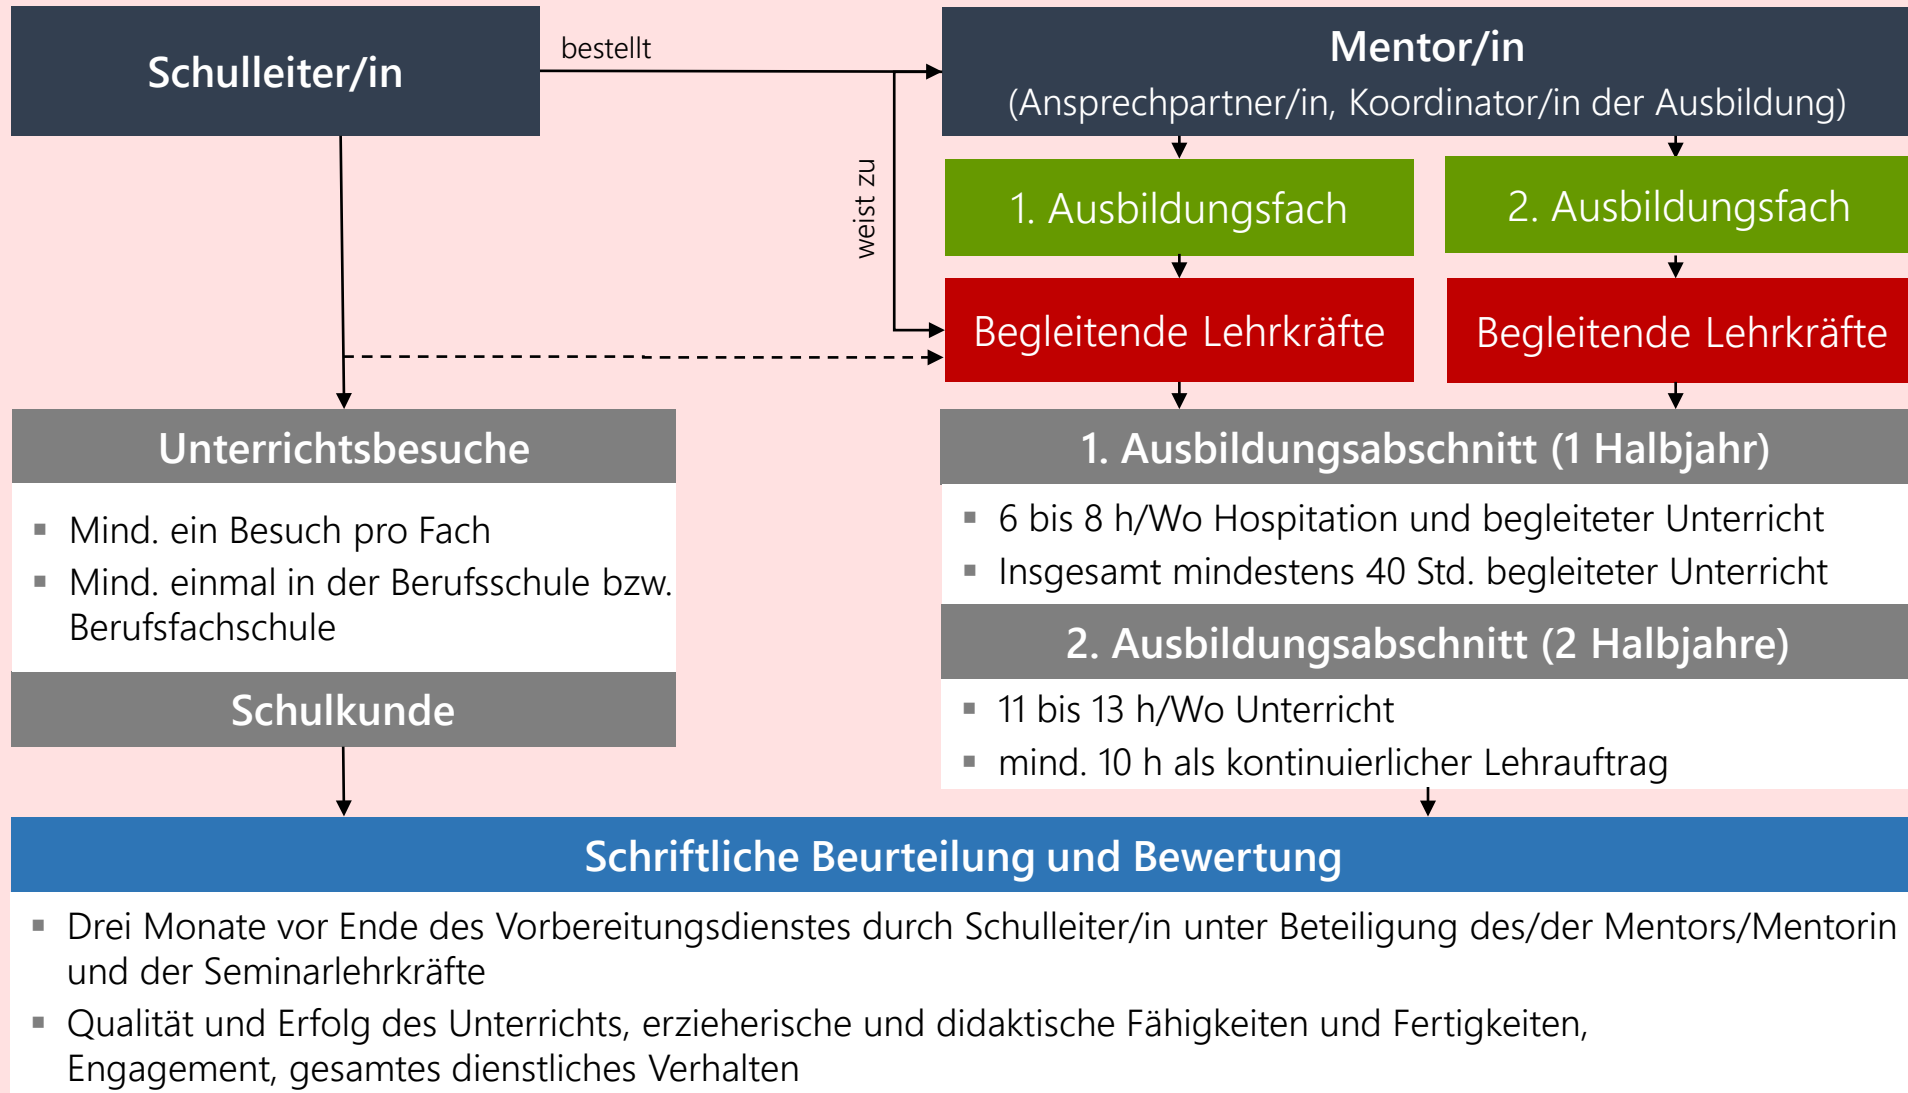 Schulleiter/in
bestellt
Mentor/in
(Ansprechpartner/in, Koordinator/in der Ausbildung)
weist zu
1. Ausbildungsfach
2. Ausbildungsfach
Begleitende Lehrkräfte
Begleitende Lehrkräfte
Unterrichtsbesuche
▪ Mind. ein Besuch pro Fach
▪ Mind. einmal in der Berufsschule bzw.
Berufsfachschule
Schulkunde
1. Ausbildungsabschnitt (1 Halbjahr)
▪ 6 bis 8 h/Wo Hospitation und begleiteter Unterricht
▪ Insgesamt mindestens 40 Std. begleiteter Unterricht
2. Ausbildungsabschnitt (2 Halbjahre)
▪ 11 bis 13 h/Wo Unterricht
▪ mind. 10 h als kontinuierlicher Lehrauftrag
Schriftliche Beurteilung und Bewertung
▪ Drei Monate vor Ende des Vorbereitungsdienstes durch Schulleiter/in unter Beteiligung des/der Mentors/Mentorin
und der Seminarlehrkräfte
▪ Qualität und Erfolg des Unterrichts, erzieherische und didaktische Fähigkeiten und Fertigkeiten,
Engagement, gesamtes dienstliches Verhalten